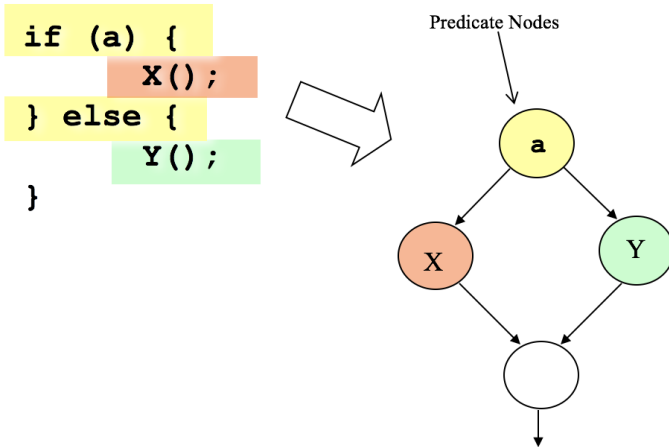 if (a) {
X();
} else {
Y();
}
Predicate Nodes
a
X
Y